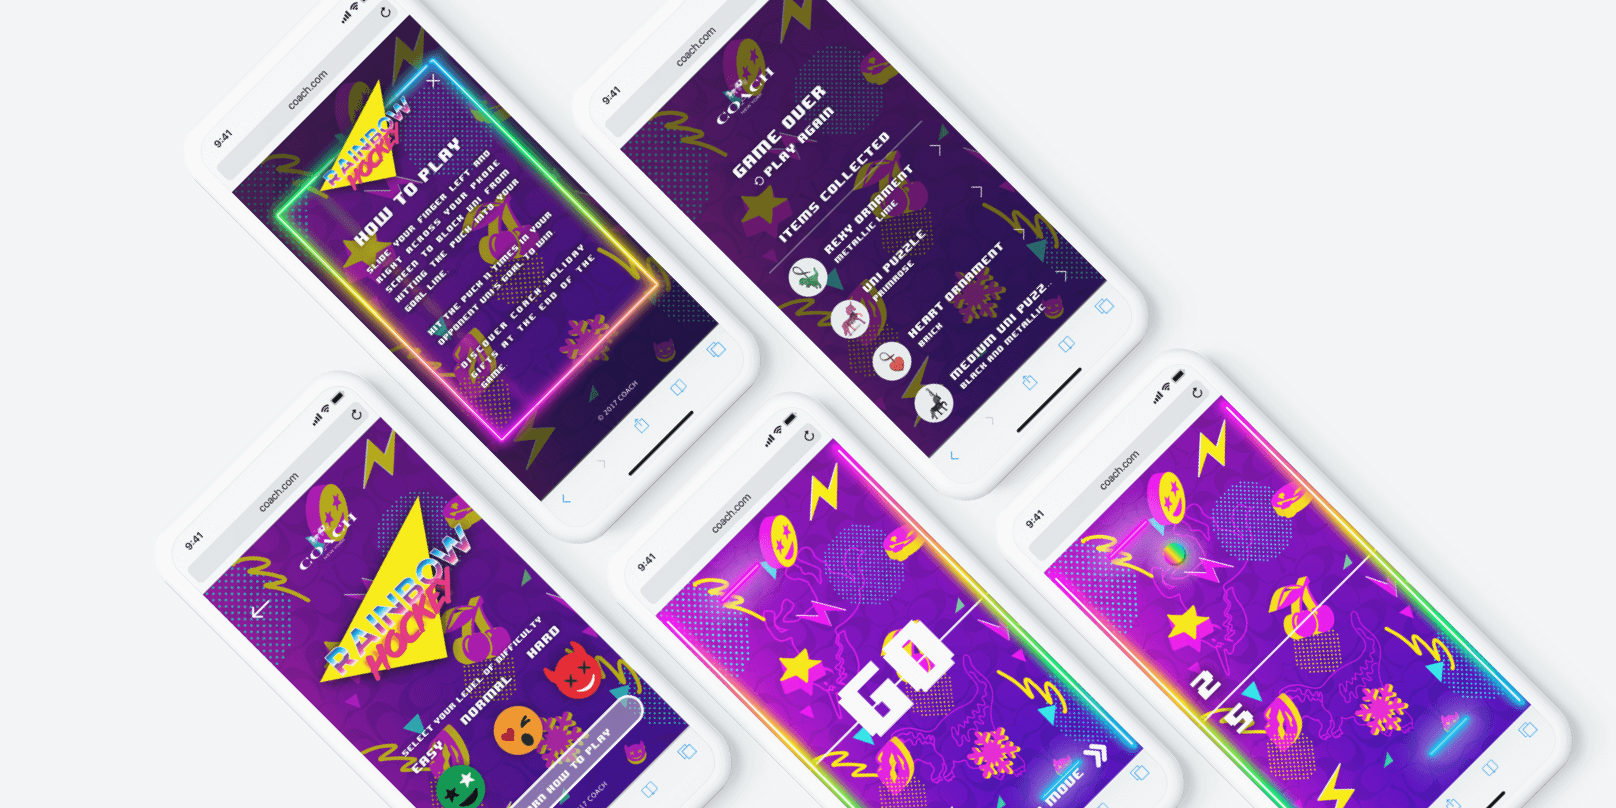 9:41
coach.com
RAINBOW
HOCKEY
HOW TO PLAY
SLIDE YOUR FINGER LEFT AND
RIGHT ACROSS YOUR PHONE
SCREEN TO BLOCK UNI FROM
HITTING THE PUCK INTO YOUR
GOAL LINE
HIT THE PUCK 11 TIMES IN YOUR
OPPONENT UNI'S GOAL TO WIN
DISCOVER COACH HOLIDAY
GIFTS AT THE END OF THE
GAME
© 2017 COACH
9:41
coach.com
COACH
NEW YORK
GAME OVER
PLAY AGAIN
ITEMS COLLECTED
REXY ORNAMENT
METALLIC LIME
UNI PUZZLE
PRIMROSE
HEART ORNAMENT
BRICK
MEDIUM UNI PUZZ...
BLACK AND METALLIC
9:41
coach.com
COACH
RAINBOW
HOCKEY
SELECT YOUR LEVEL OF DIFFICULTY
EASY
NORMAL
HARD
HOW TO PLAY
2017 COACH
9:41
coach.com
GO
MOVE
9:41
coach.com
2
5